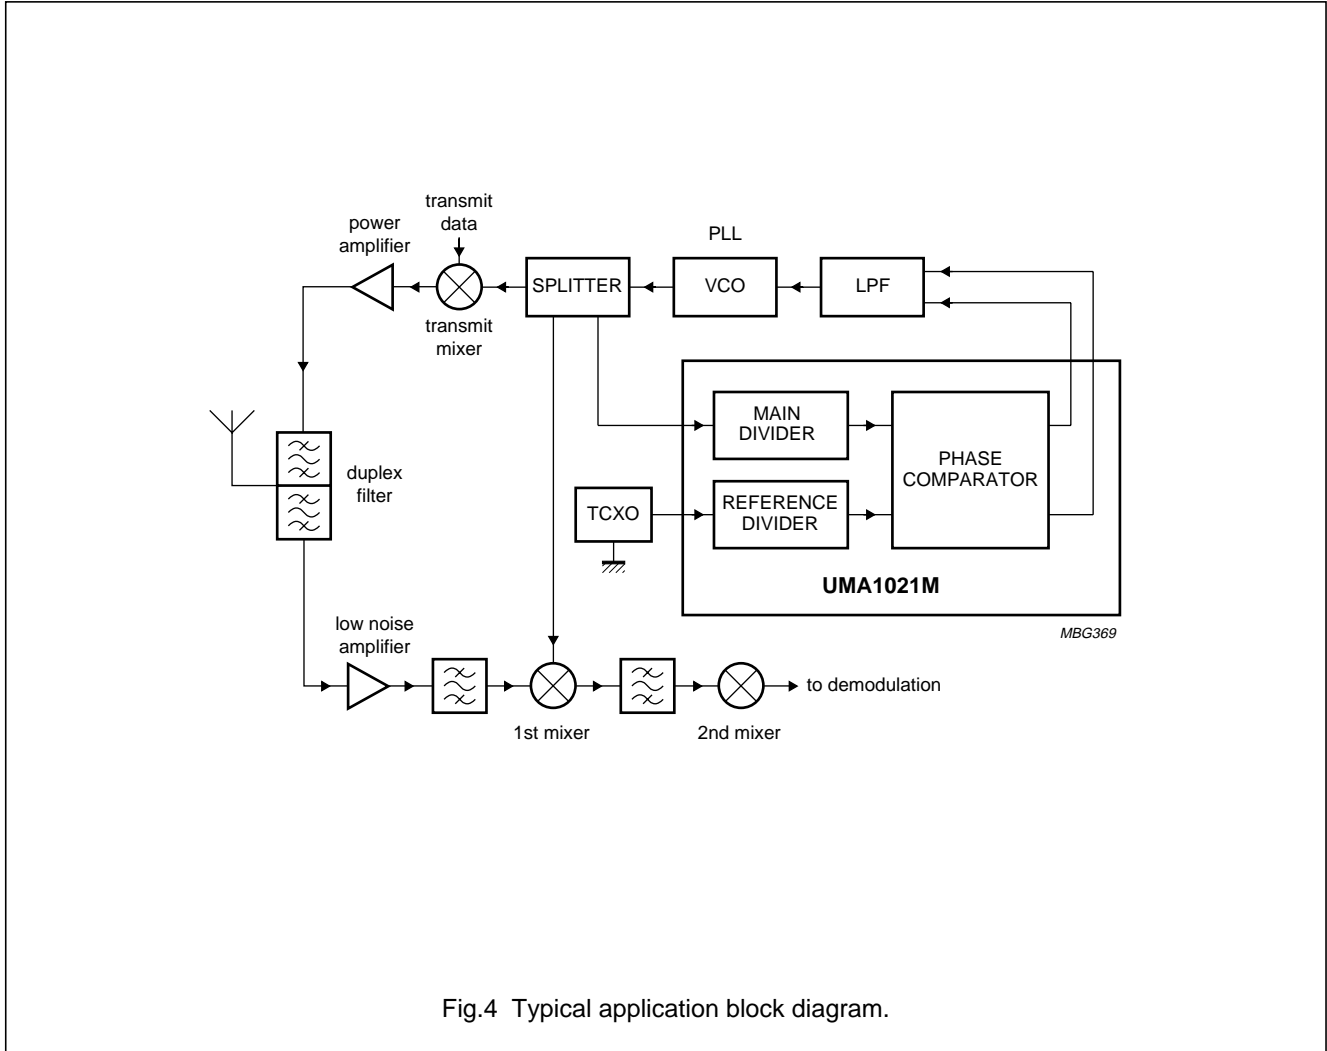 transmit
data
power
amplifier
PLL
SPLITTER
VCO
LPF
transmit
mixer
MAIN
DIVIDER
PHASE
COMPARATOR
duplex
filter
TCXO
REFERENCE
DIVIDER
UMA1021M
MBG369
low noise
amplifier
to demodulation
1st mixer
2nd mixer
Fig.4 Typical application block diagram.